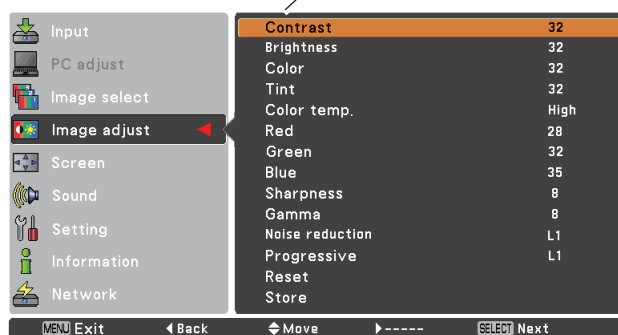 Input
PC adjust
Image select
Image adjust
Screen
Sound
Setting
Information
Network
Contrast 32
Brightness 32
Color 32
Tint 32
Color temp. High
Red 28
Green 32
Blue 35
Sharpness 8
Gamma 8
Noise reduction L1
Progressive L1
Reset
Store
MENU Exit ◀Back ◆Move ▶----- SELECT Next